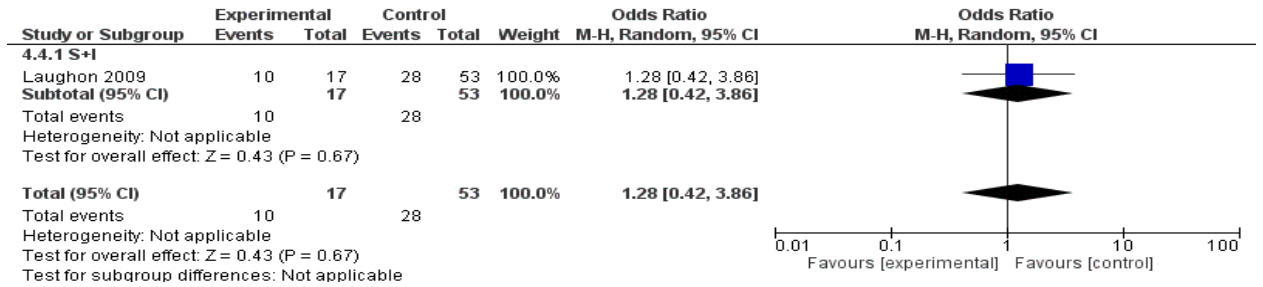 Experimental Control Odds Ratio Odds Ratio
Study or Subgroup Events Total Events Total Weight M-H, Random, 95% CI M-H, Random, 95% CI
4.4.1 S+I
Laughon 2009 10 17 28 53 100.0% 1.28 [0.42, 3.86]
Subtotal (95% CI) 17 53 100.0% 1.28 [0.42, 3.86]
Total events 10 28
Heterogeneity: Not applicable
Test for overall effect: Z = 0.43 (P = 0.67)
Total (95% CI) 17 53 100.0% 1.28 [0.42, 3.86]
Total events 10 28
Heterogeneity: Not applicable
Test for overall effect: Z = 0.43 (P = 0.67)
Test for subgroup differences: Not applicable
0.01 0.1 1 10 100
Favours [experimental] Favours [control]